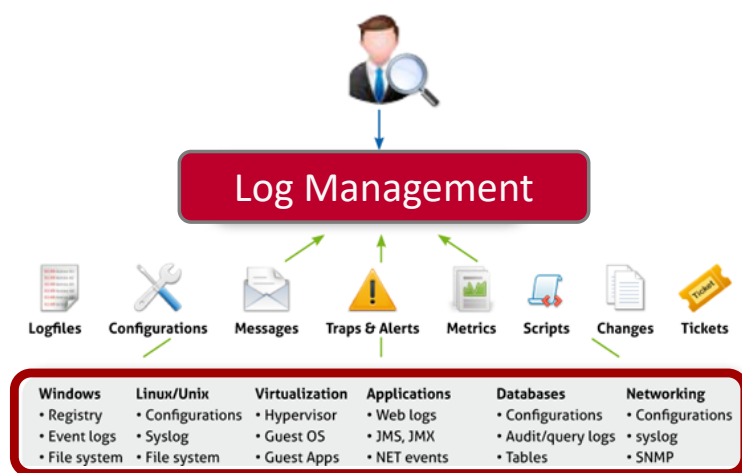 Log Management
Logfiles Configurations Messages Traps & Alerts Metrics Scripts Changes Tickets
Ticket
Windows Linux/Unix Virtualization Applications Databases Networking
• Registry • Configurations • Hypervisor • Web logs • Configurations • Configurations
• Event logs • Syslog • Guest OS • JMS, JMX • Audit/query logs • syslog
• File system • File system • Guest Apps • NET events • Tables • SNMP